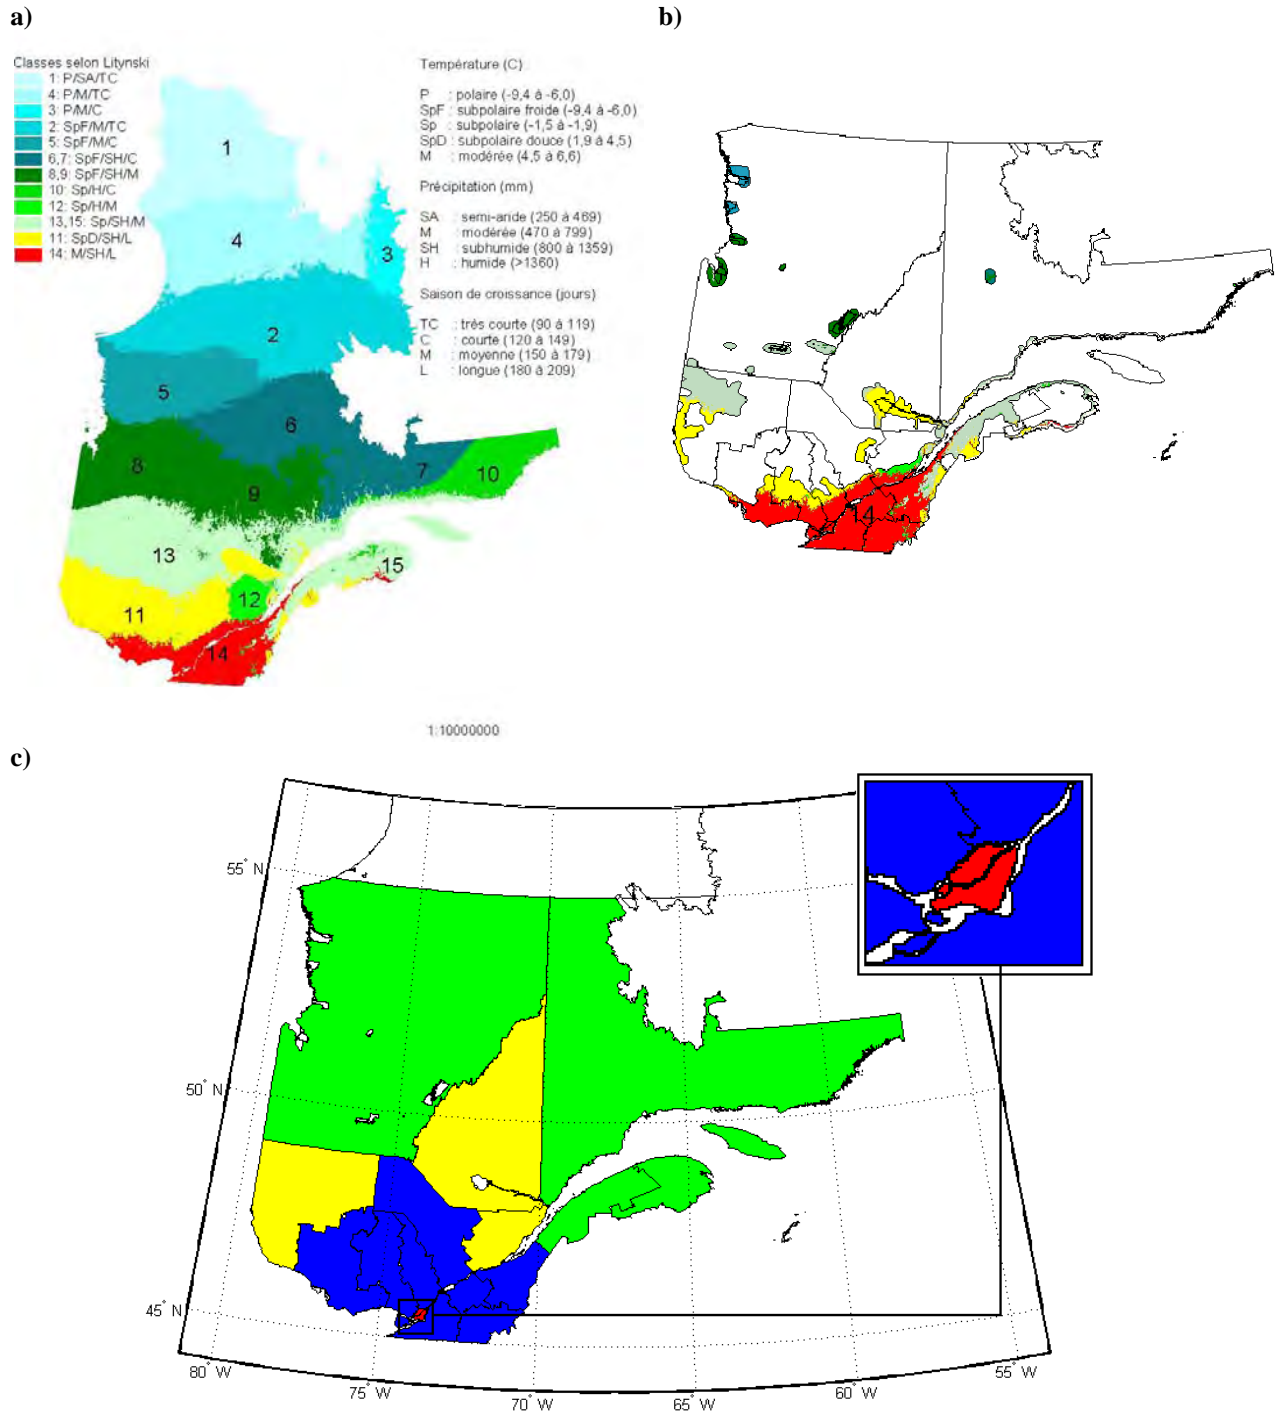 a)
Classes selon Litynski
1: P/SA/TC
4: P/M/TC
3: P/M/C
2: SpF/M/TC
5: SpF/M/C
6,7: SpF/SH/C
8,9: SpF/SH/M
10: Sp/H/C
12: Sp/H/M
13,15: Sp/SH/M
11: SpD/SH/L
14: M/SH/L
Température (C)
P : polaire (-9,4 à -6,0)
SpF : subpolaire froide (-9,4 à -6,0)
Sp : subpolaire (-1,5 à -1,9)
SpD : subpolaire douce (1,9 à 4,5)
M : modérée (4,5 à 6,6)
Précipitation (mm)
SA : semi-aride (250 à 469)
M : modérée (470 à 799)
SH : subhumide (800 à 1359)
H : humide (>1360)
Saison de croissance (jours)
TC : très courte (90 à 119)
C : courte (120 à 149)
M : moyenne (150 à 179)
L : longue (180 à 209)
1
4
3
2
5
6
8
7
10
9
13
15
12
11
14
1:10000000
b)
14
c)
55° N
50° N
45° N
80° W
75° W
70° W
65° W
60° W
55° W